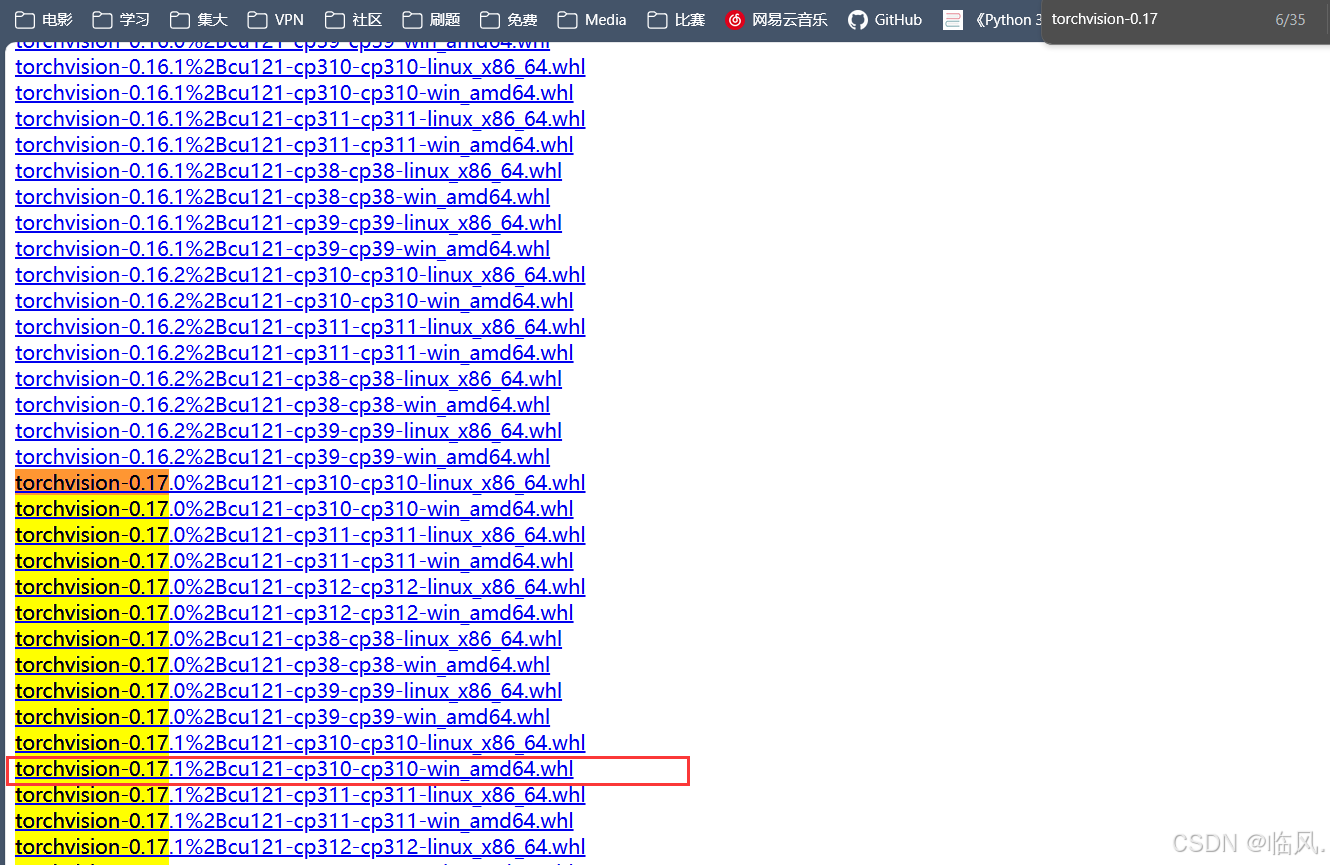 电影 学习 集大 VPN 社区 刷题 免费 Media 比赛 网易云音乐 GitHub 《Python 3 torchvision-0.17 6/35
torchvision-0.16.0%2Bcu121-cp39-cp39-win_amd64.whl
torchvision-0.16.1%2Bcu121-cp310-cp310-linux_x86_64.whl
torchvision-0.16.1%2Bcu121-cp310-cp310-win_amd64.whl
torchvision-0.16.1%2Bcu121-cp311-cp311-linux_x86_64.whl
torchvision-0.16.1%2Bcu121-cp311-cp311-win_amd64.whl
torchvision-0.16.1%2Bcu121-cp38-cp38-linux_x86_64.whl
torchvision-0.16.1%2Bcu121-cp38-cp38-win_amd64.whl
torchvision-0.16.1%2Bcu121-cp39-cp39-linux_x86_64.whl
torchvision-0.16.1%2Bcu121-cp39-cp39-win_amd64.whl
torchvision-0.16.2%2Bcu121-cp310-cp310-linux_x86_64.whl
torchvision-0.16.2%2Bcu121-cp310-cp310-win_amd64.whl
torchvision-0.16.2%2Bcu121-cp311-cp311-linux_x86_64.whl
torchvision-0.16.2%2Bcu121-cp311-cp311-win_amd64.whl
torchvision-0.16.2%2Bcu121-cp38-cp38-linux_x86_64.whl
torchvision-0.16.2%2Bcu121-cp38-cp38-win_amd64.whl
torchvision-0.16.2%2Bcu121-cp39-cp39-linux_x86_64.whl
torchvision-0.16.2%2Bcu121-cp39-cp39-win_amd64.whl
torchvision-0.17.0%2Bcu121-cp310-cp310-linux_x86_64.whl
torchvision-0.17.0%2Bcu121-cp310-cp310-win_amd64.whl
torchvision-0.17.0%2Bcu121-cp311-cp311-linux_x86_64.whl
torchvision-0.17.0%2Bcu121-cp311-cp311-win_amd64.whl
torchvision-0.17.0%2Bcu121-cp312-cp312-linux_x86_64.whl
torchvision-0.17.0%2Bcu121-cp312-cp312-win_amd64.whl
torchvision-0.17.0%2Bcu121-cp38-cp38-linux_x86_64.whl
torchvision-0.17.0%2Bcu121-cp38-cp38-win_amd64.whl
torchvision-0.17.0%2Bcu121-cp39-cp39-linux_x86_64.whl
torchvision-0.17.0%2Bcu121-cp39-cp39-win_amd64.whl
torchvision-0.17.1%2Bcu121-cp310-cp310-linux_x86_64.whl
torchvision-0.17.1%2Bcu121-cp310-cp310-win_amd64.whl
torchvision-0.17.1%2Bcu121-cp311-cp311-linux_x86_64.whl
torchvision-0.17.1%2Bcu121-cp311-cp311-win_amd64.whl
torchvision-0.17.1%2Bcu121-cp312-cp312-linux_x86_64.whl
CSDN @临风.